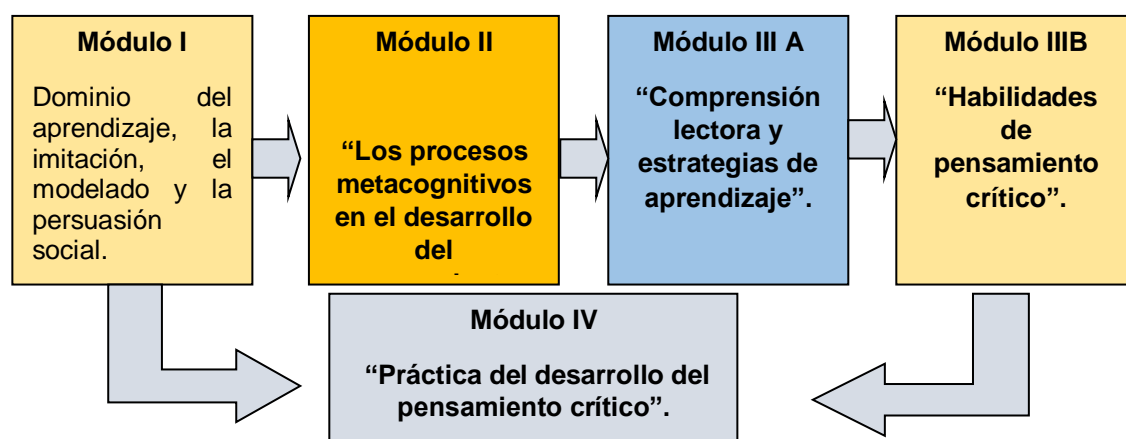 Módulo I
Dominio del
aprendizaje, la
imitación, el
modelado y la
persuasión
social.
Módulo II
“Los procesos
metacognitivos
en el desarrollo
del
Módulo III A
“Comprensión
lectora y
estrategias de
aprendizaje”.
Módulo IIIB
“Habilidades
de
pensamiento
crítico”.
Módulo IV
“Práctica del desarrollo del
pensamiento crítico”.